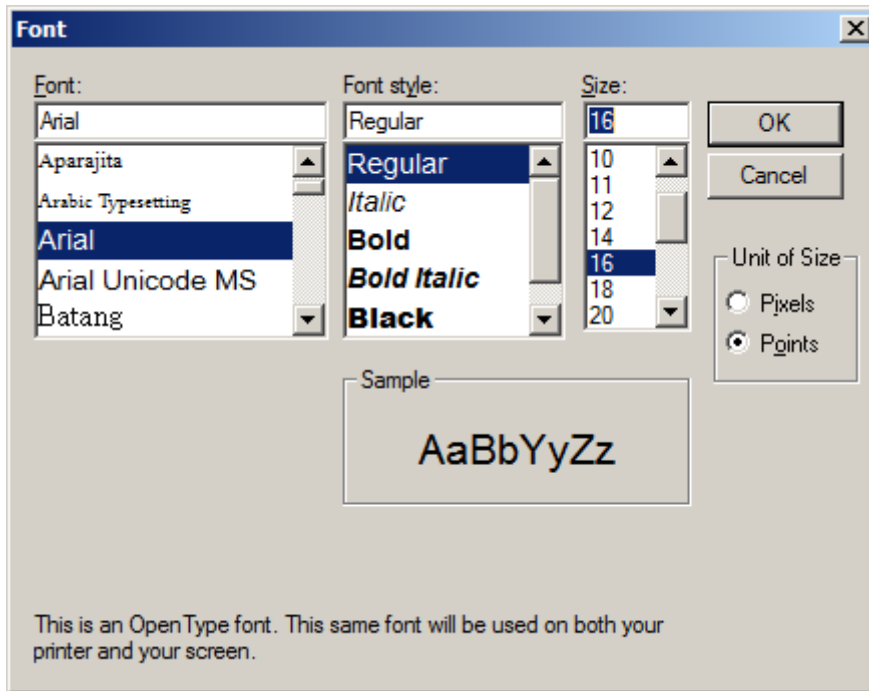 Font
Font:
Arial
Aparajita
Arabic Typesetting
Arial
Arial Unicode MS
Batang
Font style:
Regular
Regular
Italic
Bold
Bold Italic
Black
Size:
16
10
11
12
14
16
18
20
OK
Cancel
Unit of Size
Pixels
Points
Sample
AaBbYyZz
This is an OpenType font. This same font will be used on both your
printer and your screen.